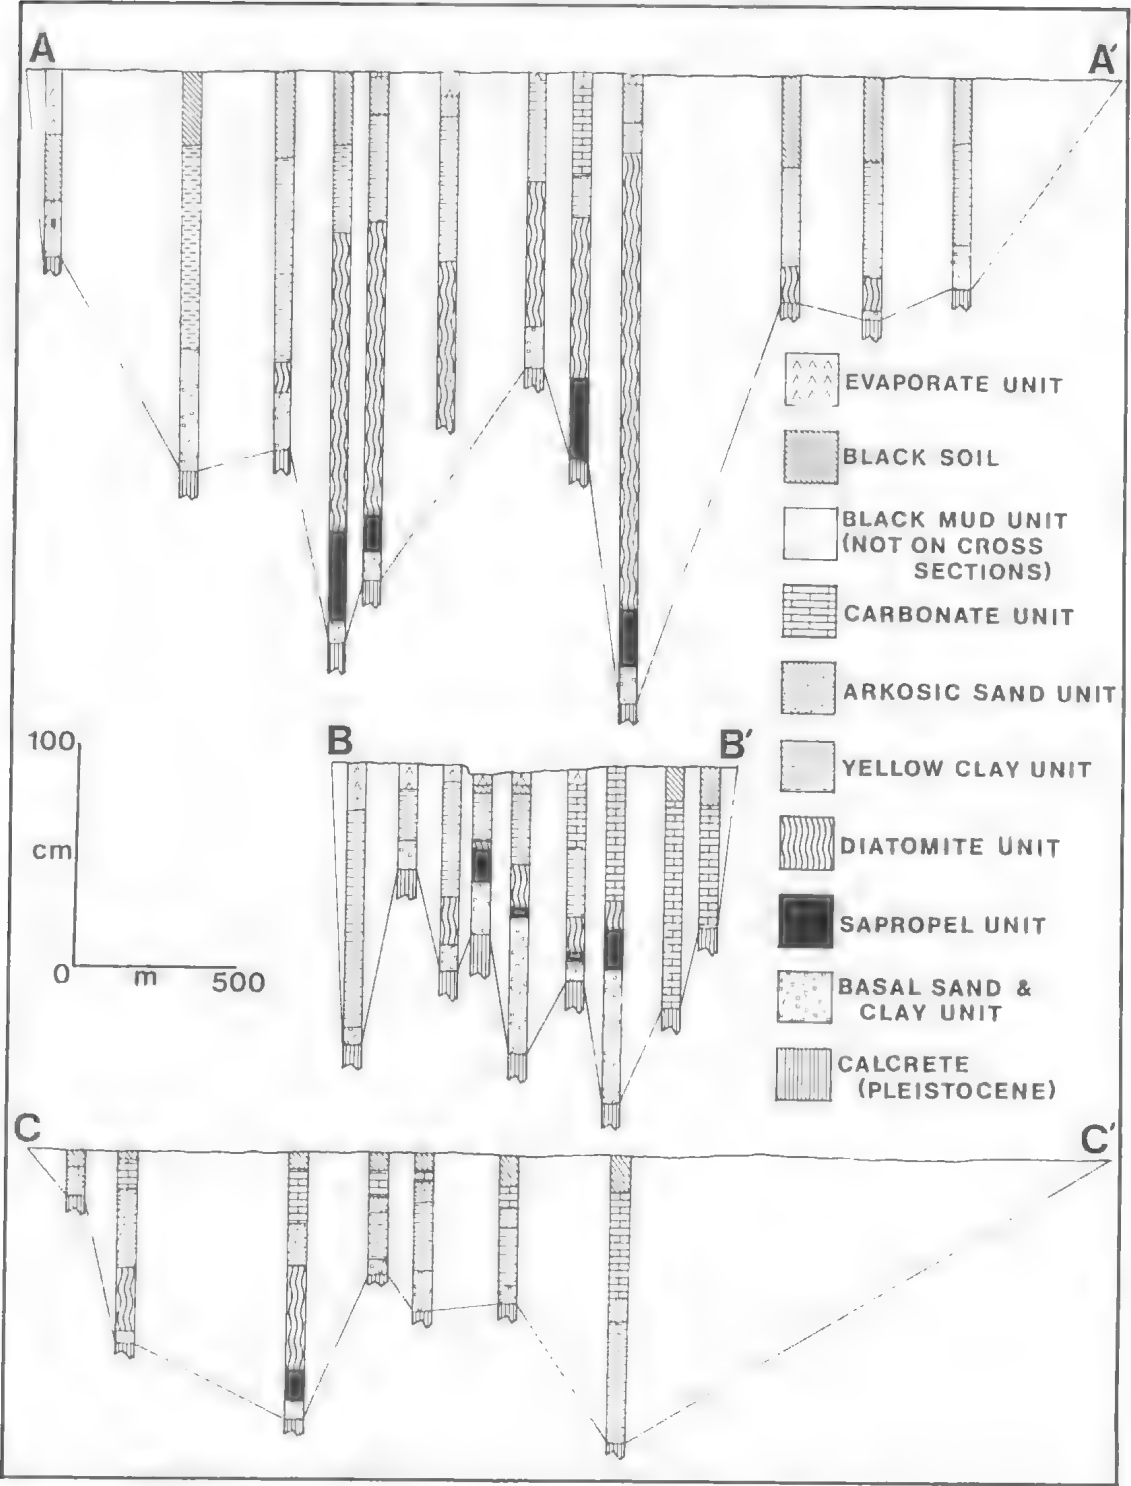 A A′
EVAPORATE UNIT
BLACK SOIL
BLACK MUD UNIT
(NOT ON CROSS
SECTIONS)
CARBONATE UNIT
ARKOSIC SAND UNIT
B B′
100
YELLOW CLAY UNIT
cm
DIATOMITE UNIT
SAPROPEL UNIT
0 m 500
BASAL SAND &
CLAY UNIT
CALCRETE
(PLEISTOCENE)
C C′